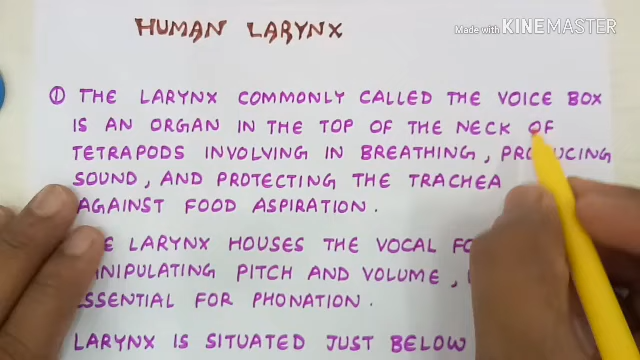 HUMAN LARYNX
Made with KINEMASTER
① THE LARYNX COMMONLY CALLED THE VOICE BOX
IS AN ORGAN IN THE TOP OF THE NECK OF
TETRAPODS INVOLVING IN BREATHING, PRODUCING
SOUND, AND PROTECTING THE TRACHEA
AGAINST FOOD ASPIRATION.
LARYNX HOUSES THE VOCAL
PITCH AND VOLUME,
ESSENTIAL FOR PHONATION.
LARYNX IS SITUATED JUST BELOW